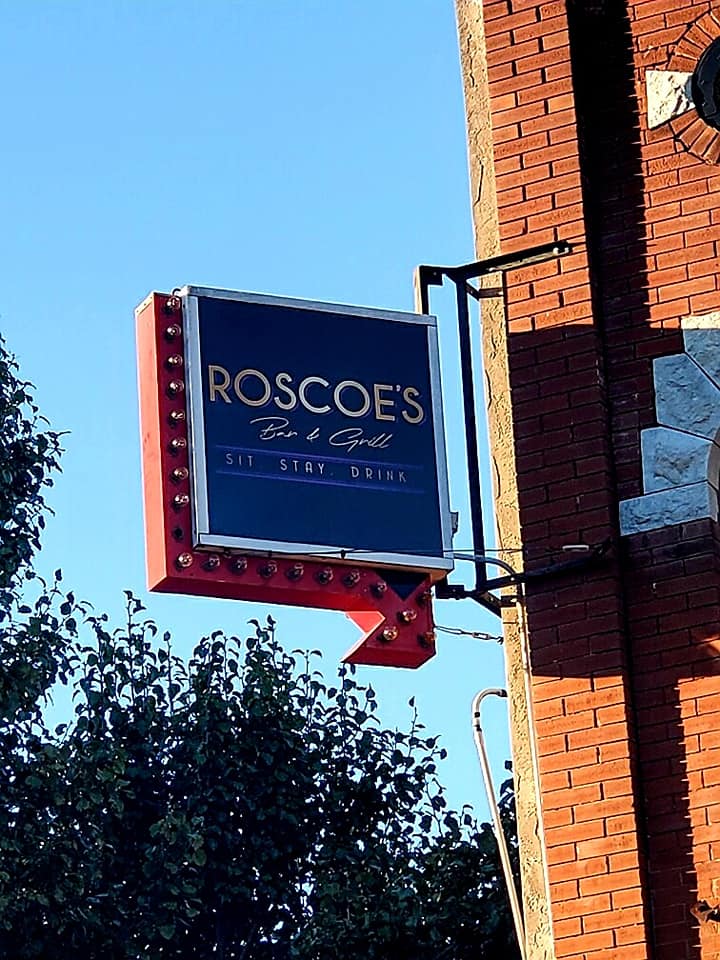 ROSCOE'S
Bar & Grill
SIT. STAY. DRINK